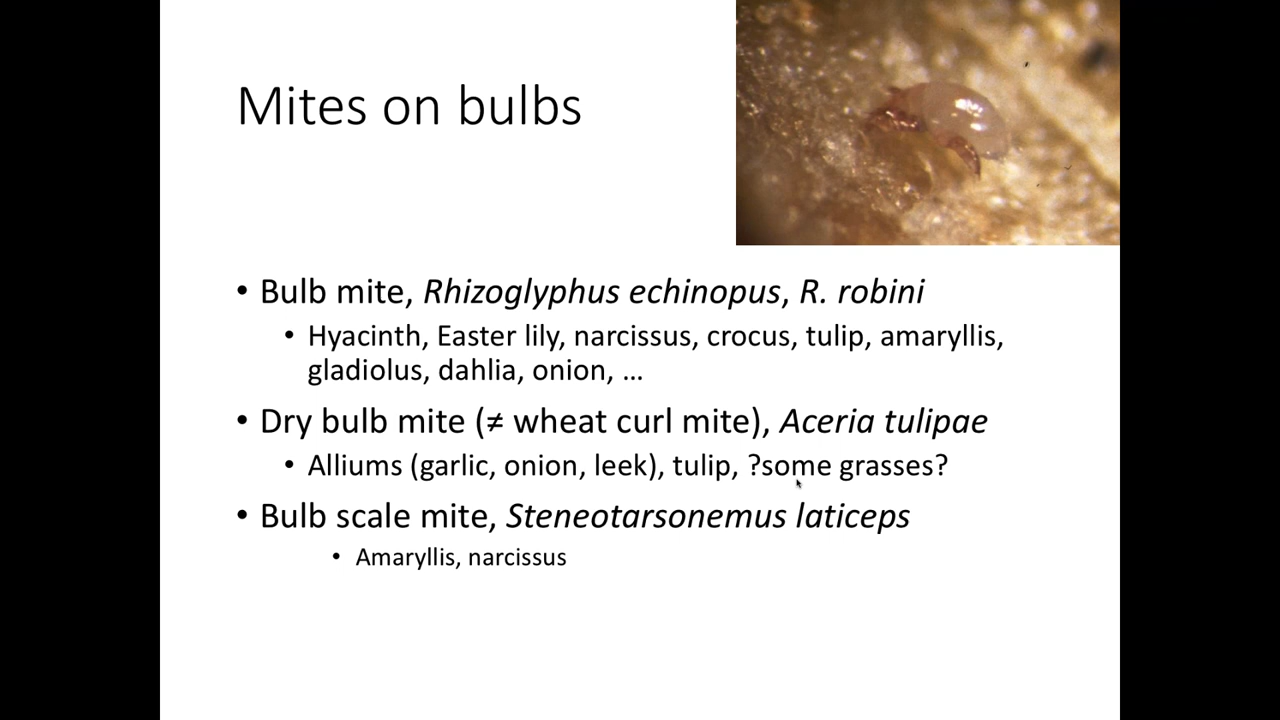 Mites on bulbs
• Bulb mite, Rhizoglyphus echinopus, R. robini
• Hyacinth, Easter lily, narcissus, crocus, tulip, amaryllis,
gladiolus, dahlia, onion, …
• Dry bulb mite (≠ wheat curl mite), Aceria tulipae
• Alliums (garlic, onion, leek), tulip, ?some grasses?
• Bulb scale mite, Steneotarsonemus laticeps
• Amaryllis, narcissus